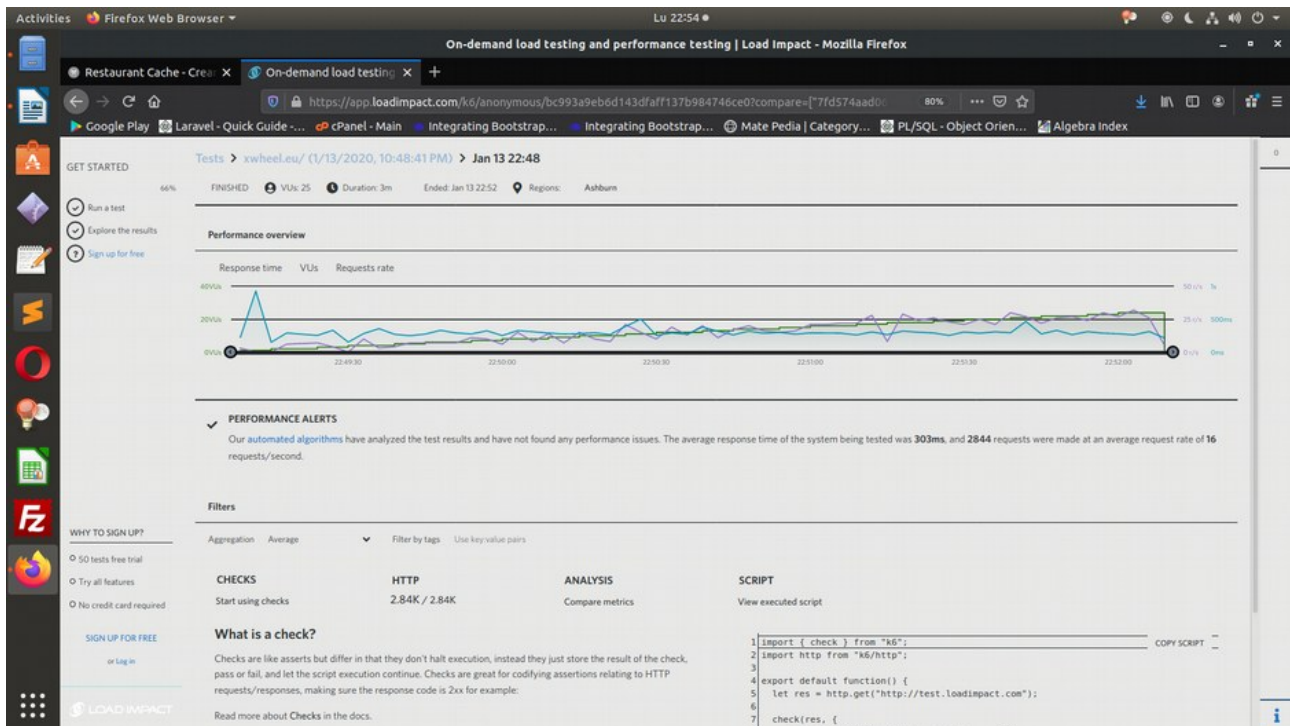 Activities Firefox Web Browser Lu 22:54
On-demand load testing and performance testing | Load Impact - Mozilla Firefox
Restaurant Cache - Crea On-demand load testing
https://app.loadimpact.com/k6/anonymous/bc993a9eb6d143dfaff137b984746ce0?compare=["7fd574aad0 80%
Google Play Laravel - Quick Guide -... cPanel - Main Integrating Bootstrap... Integrating Bootstrap... Mate Pedia | Category... PL/SQL - Object Orien... Algebra Index
GET STARTED
66%
Run a test
Explore the results
Sign up for free
Tests > xwheel.eu/ (1/13/2020, 10:48:41 PM) > Jan 13 22:48
FINISHED VUs: 25 Duration: 3m Ended: Jan 13 22:52 Regions: Ashburn
Performance overview
Response time VUs Requests rate
40VUs 50 r/s 1s
20VUs 25 r/s 500ms
0VUs 0 r/s 0ms
22:49:30 22:50:00 22:50:30 22:51:00 22:51:30 22:52:00
PERFORMANCE ALERTS
Our automated algorithms have analyzed the test results and have not found any performance issues. The average response time of the system being tested was 303ms, and 2844 requests were made at an average request rate of 16
requests/second.
Filters
Aggregation Average Filter by tags Use key:value pairs
CHECKS HTTP ANALYSIS SCRIPT
Start using checks 2.84K / 2.84K Compare metrics View executed script
What is a check?
Checks are like asserts but differ in that they don't halt execution, instead they just store the result of the check,
pass or fail, and let the script execution continue. Checks are great for codifying assertions relating to HTTP
requests/responses, making sure the response code is 2xx for example:
Read more about Checks in the docs.
1 import { check } from "k6";
2 import http from "k6/http";
3
4 export default function() {
5 let res = http.get("http://test.loadimpact.com");
6
7 check(res, {
COPY SCRIPT
WHY TO SIGN UP?
50 tests free trial
Try all features
No credit card required
SIGN UP FOR FREE
or Log in
LOAD IMPACT
0